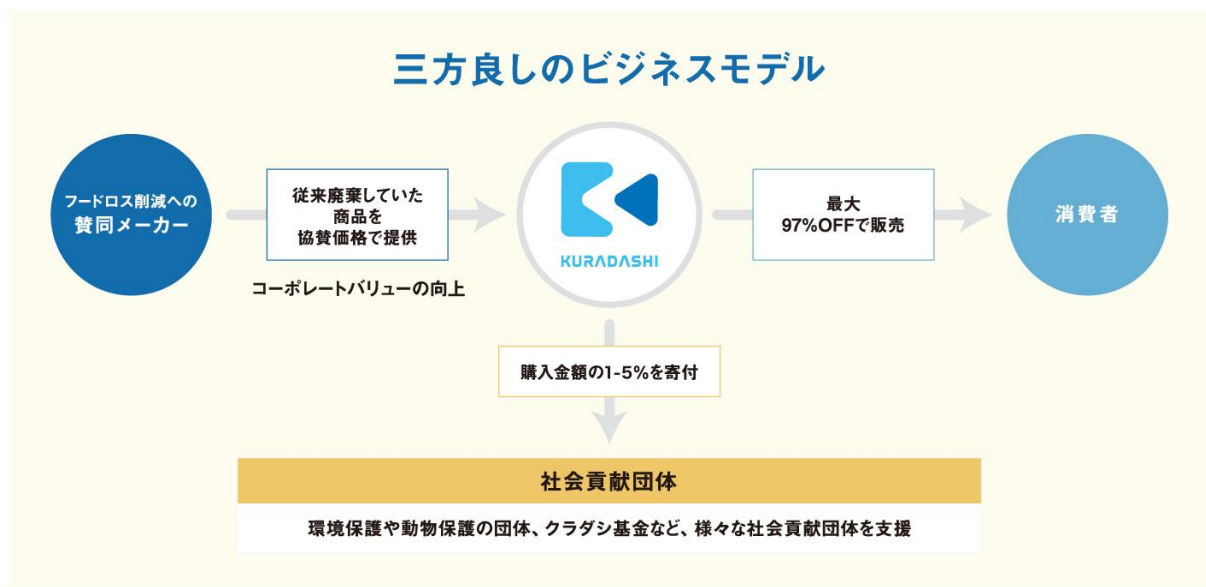 三方良しのビジネスモデル
フードロス削減への
賛同メーカー
従来廃棄していた
商品を
協賛価格で提供
コーポレートバリューの向上
KURADASHI
最大
97%OFFで販売
消費者
購入金額の1-5%を寄付
社会貢献団体
環境保護や動物保護の団体、クラダシ基金など、様々な社会貢献団体を支援